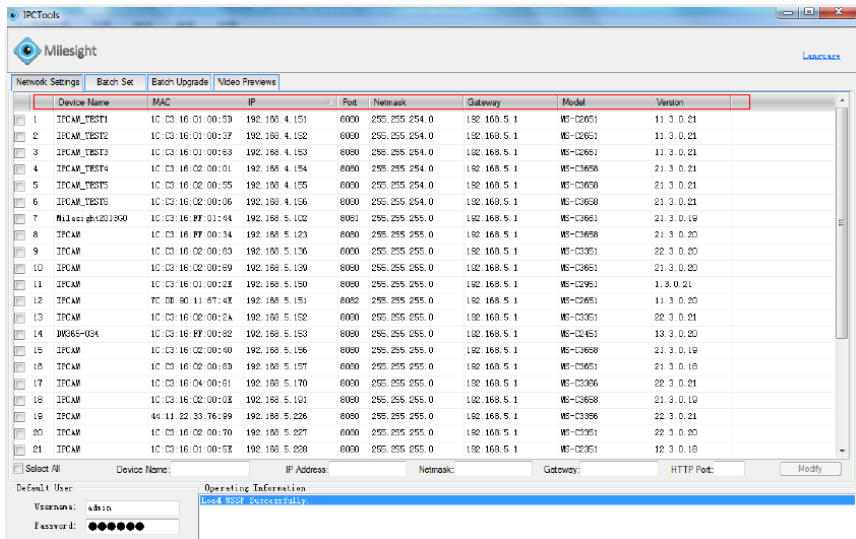 IPCTools
Milesight
Language
Network Settings Batch Set Batch Upgrade Video Previews
Device Name MAC IP Port Netmask Gateway Model Version
1 IPCAM_TEST1 1C:C3:16:01:00:5D 192.168.4.151 8080 255.255.254.0 192.168.5.1 MS-C2651 11.3.0.21
2 IPCAM_TEST2 1C:C3:16:01:00:3F 192.168.4.152 8080 255.255.254.0 192.168.5.1 MS-C2651 11.3.0.21
3 IPCAM_TEST3 1C:C3:16:01:00:63 192.168.4.153 8080 255.255.254.0 192.168.5.1 MS-C2651 11.3.0.21
4 IPCAM_TEST4 1C:C3:16:02:00:01 192.168.4.154 8080 255.255.254.0 192.168.5.1 MS-C3658 21.3.0.21
5 IPCAM_TEST5 1C:C3:16:02:00:55 192.168.4.155 8080 255.255.254.0 192.168.5.1 MS-C3658 21.3.0.21
6 IPCAM_TEST6 1C:C3:16:02:00:06 192.168.4.156 8080 255.255.254.0 192.168.5.1 MS-C3658 21.3.0.21
7 Milesight2013GO 1C:C3:16:FF:01:44 192.168.5.102 8081 255.255.255.0 192.168.5.1 MS-C3651 21.3.0.19
8 IPCAM 1C:C3:16:FF:00:34 192.168.5.123 8080 255.255.255.0 192.168.5.1 MS-C3658 21.3.0.20
9 IPCAM 1C:C3:16:02:00:63 192.168.5.136 8080 255.255.255.0 192.168.5.1 MS-C3351 22.3.0.20
10 IPCAM 1C:C3:16:02:00:69 192.168.5.139 8080 255.255.255.0 192.168.5.1 MS-C3651 21.3.0.20
11 IPCAM 1C:C3:16:01:00:2E 192.168.5.150 8080 255.255.255.0 192.168.5.1 MS-C2951 1.3.0.21
12 IPCAM 7C:DD:90:11:67:4E 192.168.5.151 8082 255.255.255.0 192.168.5.1 MS-C2651 11.3.0.20
13 IPCAM 1C:C3:16:02:00:2A 192.168.5.152 8080 255.255.255.0 192.168.5.1 MS-C3351 22.3.0.21
14 DW365-034 1C:C3:16:FF:00:82 192.168.5.153 8080 255.255.255.0 192.168.5.1 MS-C2451 13.3.0.20
15 IPCAM 1C:C3:16:02:00:40 192.168.5.156 8080 255.255.255.0 192.168.5.1 MS-C3658 21.3.0.19
16 IPCAM 1C:C3:16:02:00:6D 192.168.5.157 8080 255.255.255.0 192.168.5.1 MS-C3651 21.3.0.18
17 IPCAM 1C:C3:16:04:00:61 192.168.5.170 8080 255.255.255.0 192.168.5.1 MS-C3366 22.3.0.21
18 IPCAM 1C:C3:16:02:00:0E 192.168.5.191 8080 255.255.255.0 192.168.5.1 MS-C3658 21.3.0.19
19 IPCAM 44:11:22:33:76:99 192.168.5.226 8080 255.255.255.0 192.168.5.1 MS-C3356 22.3.0.21
20 IPCAM 1C:C3:16:02:00:70 192.168.5.227 8080 255.255.255.0 192.168.5.1 MS-C3351 22.3.0.20
21 IPCAM 1C:C3:16:01:00:5E 192.168.5.228 8080 255.255.255.0 192.168.5.1 MS-C2351 12.3.0.18
Select All Device Name: IP Address: Netmask: Gateway: HTTP Port: Modify
Default User Operating Information
Load WSSP Successfully.
Username: admin
Password: